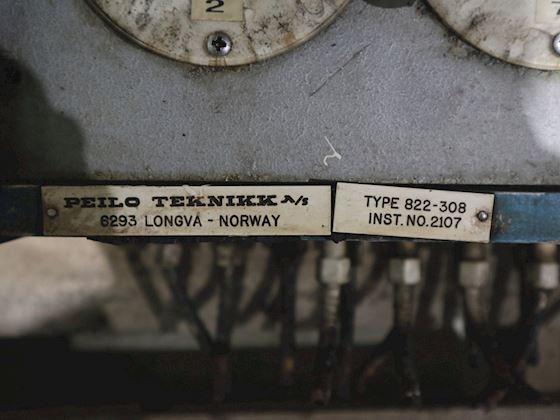 2
PEILO TEKNIKK A/S
6293 LONGVA - NORWAY
TYPE 822-308
INST. NO. 2107